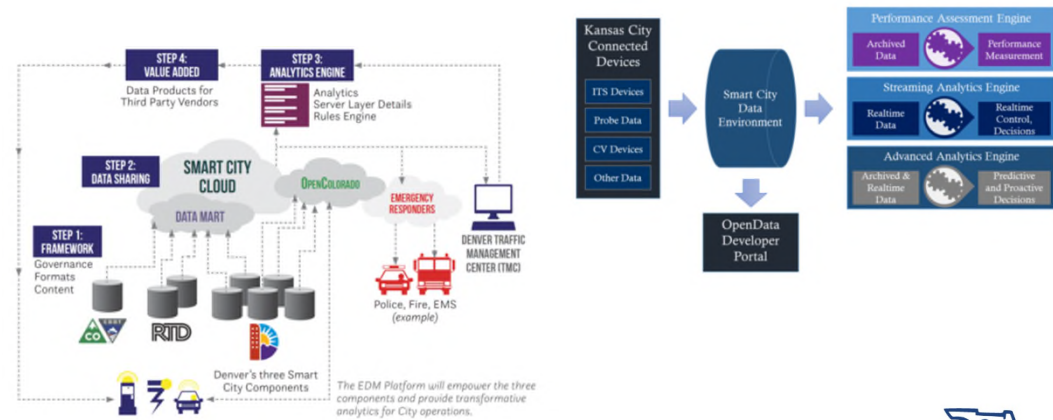 STEP 4:
VALUE ADDED
Data Products for
Third Party Vendors
STEP 3:
ANALYTICS ENGINE
Analytics
Server Layer Details
Rules Engine
STEP 2:
DATA SHARING
SMART CITY
CLOUD
OPENCOLORADO
DATA MART
EMERGENCY
RESPONDERS
STEP 1:
FRAMEWORK
Governance
Formats
Content
DENVER TRAFFIC
MANAGEMENT
CENTER (TMC)
Police, Fire, EMS
(example)
CO
RTD
Denver's three Smart
City Components
The EDM Platform will empower the three
components and provide transformative
analytics for City operations.
Kansas City
Connected
Devices
ITS Devices
Probe Data
CV Devices
Other Data
Smart City
Data
Environment
OpenData
Developer
Portal
Performance Assessment Engine
Archived
Data
Performance
Measurement
Streaming Analytics Engine
Realtime
Data
Realtime
Control,
Decisions
Advanced Analytics Engine
Archived &
Realtime
Data
Predictive
and Proactive
Decisions